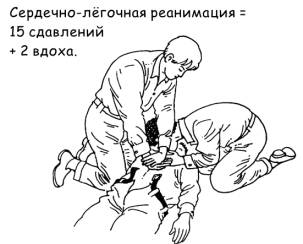 Сердечно-лёгочная реанимация =
15 сдавлений
+ 2 вдоха.